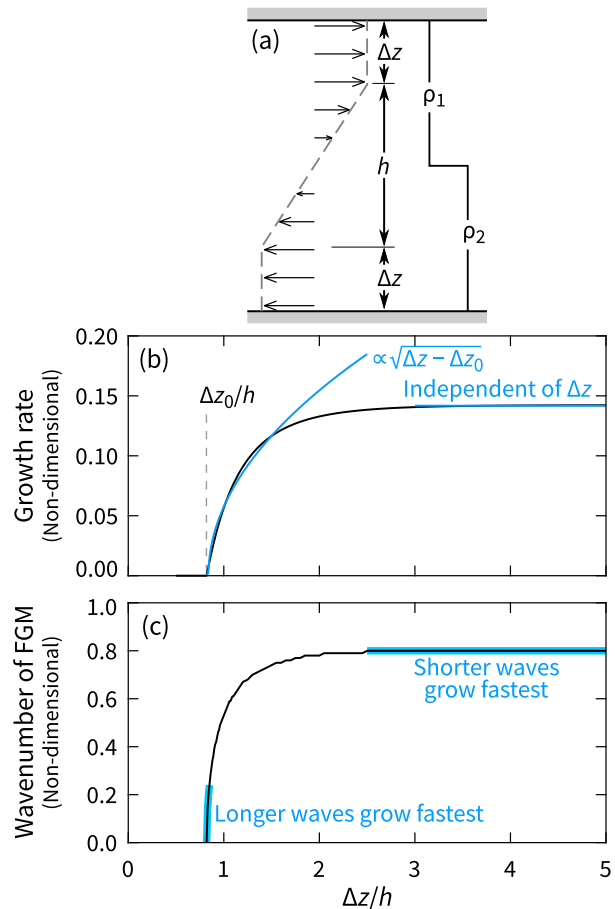 (a)
Δz
ρ1
h
ρ2
Δz
(b)
∝√Δz − Δz0
Independent of Δz
Δz0/h
Growth rate
(Non-dimensional)
0.20
0.15
0.10
0.05
0.00
(c)
Shorter waves
grow fastest
Longer waves grow fastest
Wavenumber of FGM
(Non-dimensional)
1.0
0.8
0.6
0.4
0.2
0.0
0 1 2 3 4 5
Δz/h